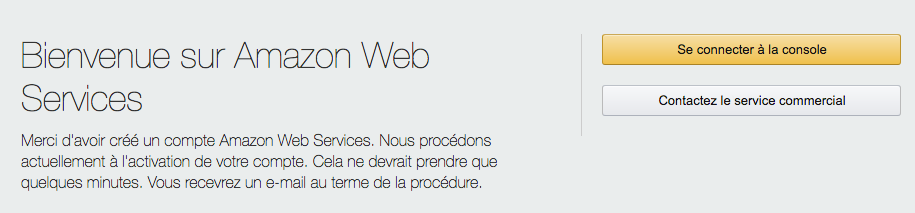 Bienvenue sur Amazon Web
Services
Merci d'avoir créé un compte Amazon Web Services. Nous procédons
actuellement à l'activation de votre compte. Cela ne devrait prendre que
quelques minutes. Vous recevrez un e-mail au terme de la procédure.
Se connecter à la console
Contactez le service commercial